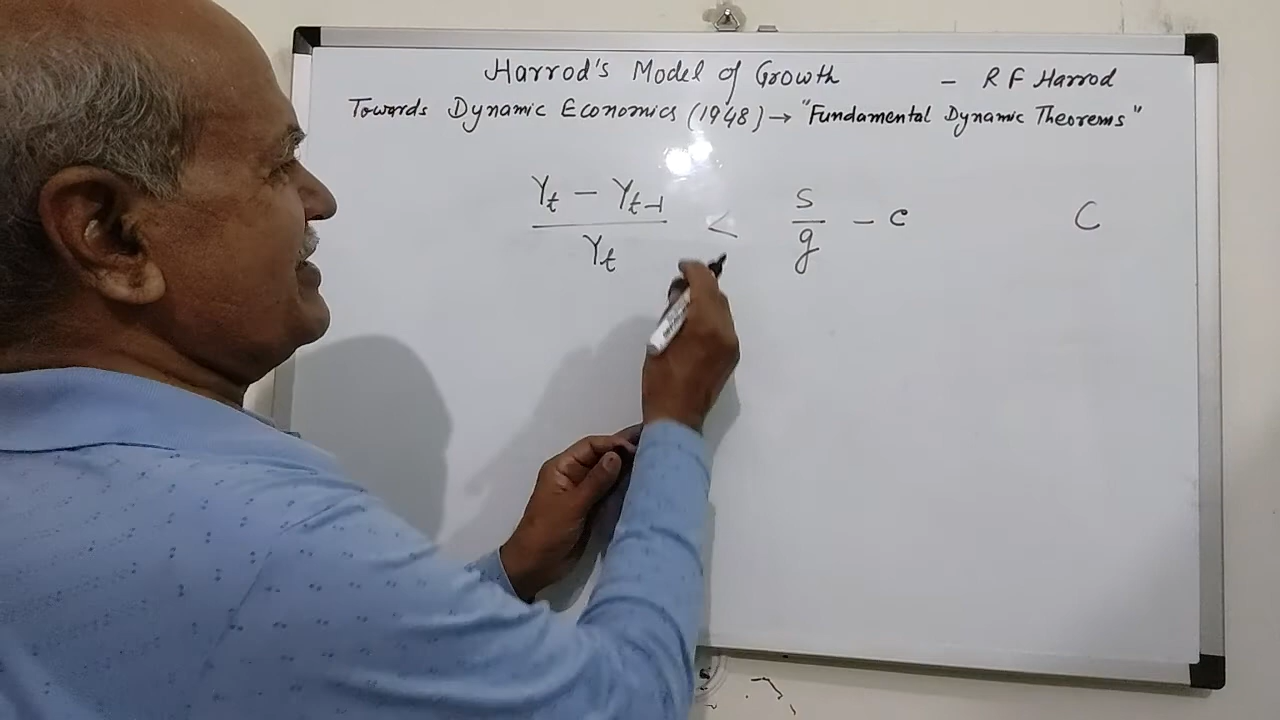 Harrod's Model of Growth - R F Harrod
Towards Dynamic Economics (1948) → "Fundamental Dynamic Theorems"
(Yₜ - Yₜ₋₁) / Yₜ < s/g - c C